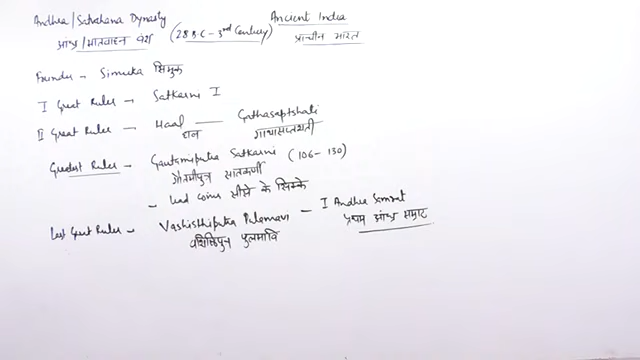 Andhra/Satvahana Dynasty (28 B.C - 3rd Century) Ancient India
आंध्र/सातवाहन वंश प्राचीन भारत
Founder - Simuka सिमुक
I Great Ruler - Satkarni I
II Great Ruler - Haal — Gathasaptshati
हाल गाथासप्तशती
Greatest Ruler - Gautamiputra Satkarni (106-130)
गौतमीपुत्र सातकर्णी
- Lead Coins सीसे के सिक्के
Last Great Ruler - Vashisthiputra Pulamavi - I Andhra Samrat
वशिष्ठिपुत्र पुलमावि प्रथम आंध्र सम्राट